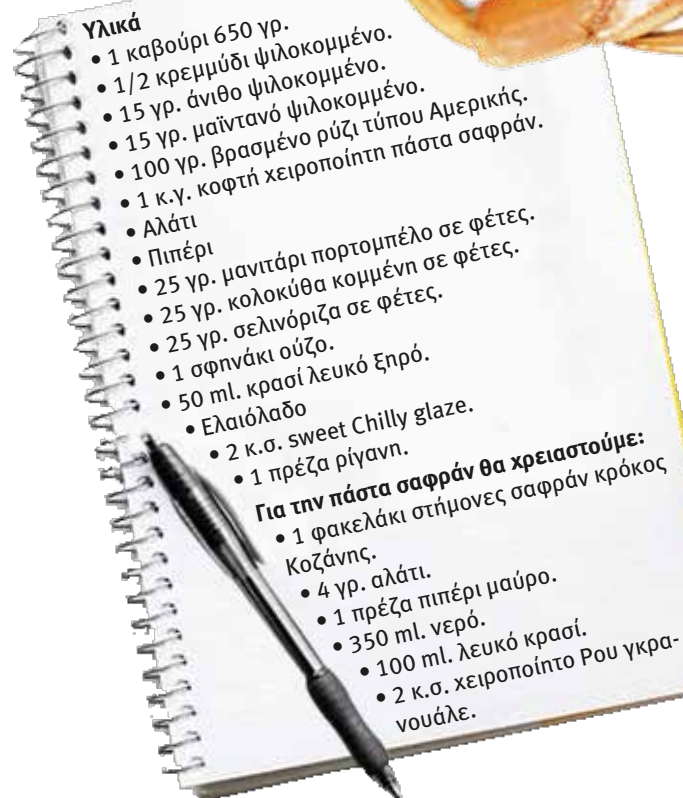 Υλικά
• 1 καβούρι 650 γρ.
• 1/2 κρεμμύδι ψιλοκομμένο.
• 15 γρ. άνιθο ψιλοκομμένο.
• 15 γρ. μαϊντανό ψιλοκομμένο.
• 100 γρ. βρασμένο ρύζι τύπου Αμερικής.
• 1 κ.γ. κοφτή χειροποίητη πάστα σαφράν.
• Αλάτι
• Πιπέρι
• 25 γρ. μανιτάρι πορτομπέλο σε φέτες.
• 25 γρ. κολοκύθα κομμένη σε φέτες.
• 25 γρ. σελινόριζα σε φέτες.
• 1 σφηνάκι ούζο.
• 50 ml. κρασί λευκό ξηρό.
• Ελαιόλαδο
• 2 κ.σ. sweet Chilly glaze.
• 1 πρέζα ρίγανη.
Για την πάστα σαφράν θα χρειαστούμε:
• 1 φακελάκι στήμονες σαφράν κρόκος
Κοζάνης.
• 4 γρ. αλάτι.
• 1 πρέζα πιπέρι μαύρο.
• 350 ml. νερό.
• 100 ml. λευκό κρασί.
• 2 κ.σ. χειροποίητο Ρου γκρα-
νουάλε.